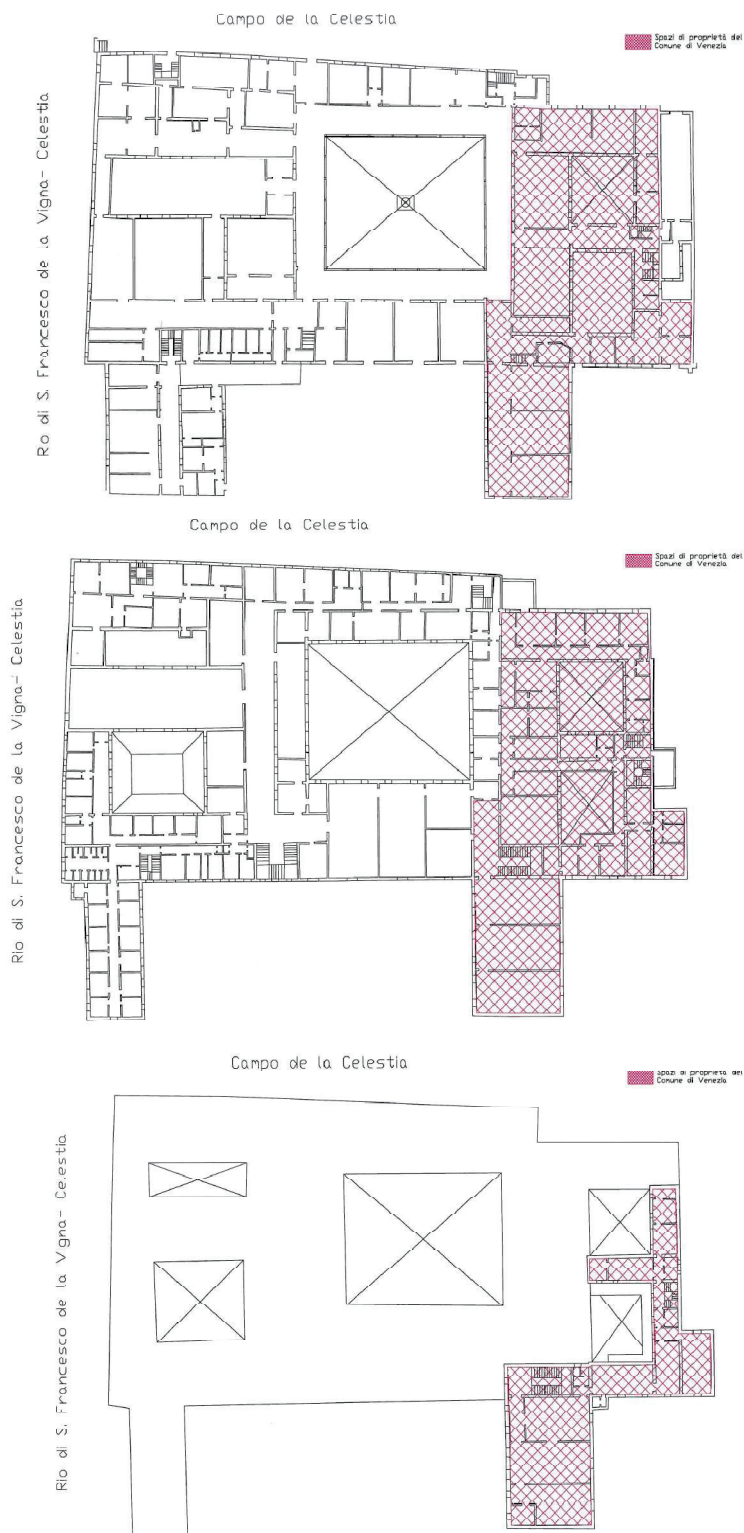 Campo de la Celestia
Spazi di proprietà del
Comune di Venezia
Rio di S. Francesco de la Vigna- Celestia
Campo de la Celestia
Spazi di proprietà del
Comune di Venezia
Rio di S. Francesco de la Vigna- Celestia
Campo de la Celestia
Spazi di proprietà del
Comune di Venezia
Rio di S. Francesco de la Vigna- Celestia